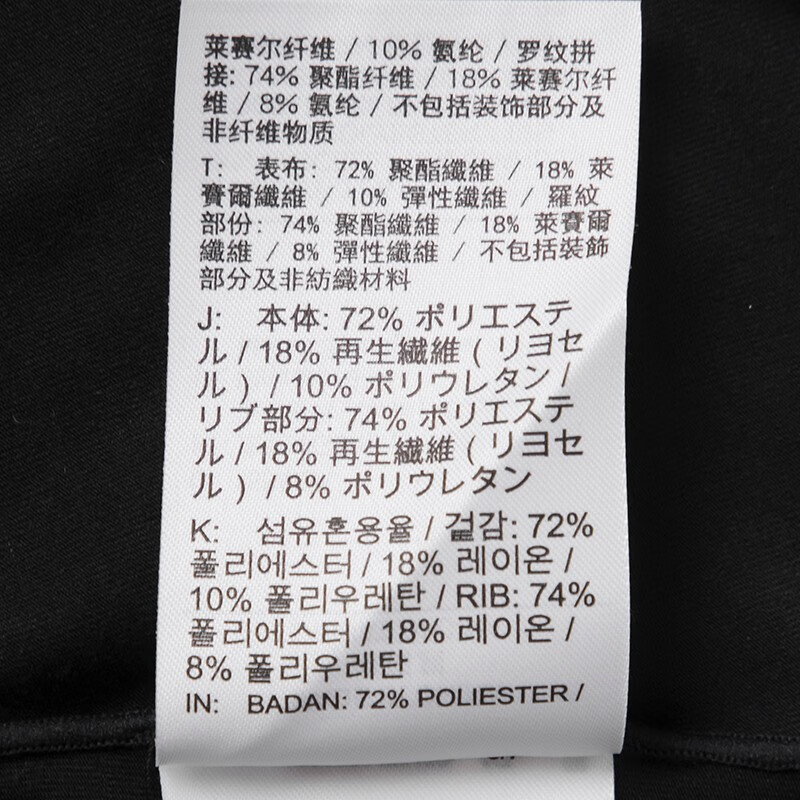 莱赛尔纤维 / 10% 氨纶 / 罗纹拼
接: 74% 聚酯纤维 / 18% 莱赛尔纤
维 / 8% 氨纶 / 不包括装饰部分及
非纤维物质
T: 表布: 72% 聚酯纖維 / 18% 萊
賽爾纖維 / 10% 彈性纖維 / 羅紋
部份: 74% 聚酯纖維 / 18% 萊賽爾
纖維 / 8% 彈性纖維 / 不包括裝飾
部分及非紡織材料
J: 本体: 72% ポリエステ
ル / 18% 再生繊維 ( リヨセ
ル ) / 10% ポリウレタン /
リブ部分: 74% ポリエステ
ル / 18% 再生繊維 ( リヨセ
ル ) / 8% ポリウレタン
K: 섬유혼용율 / 겉감: 72%
폴리에스터 / 18% 레이온 /
10% 폴리우레탄 / RIB: 74%
폴리에스터 / 18% 레이온 /
8% 폴리우레탄
IN: BADAN: 72% POLIESTER /